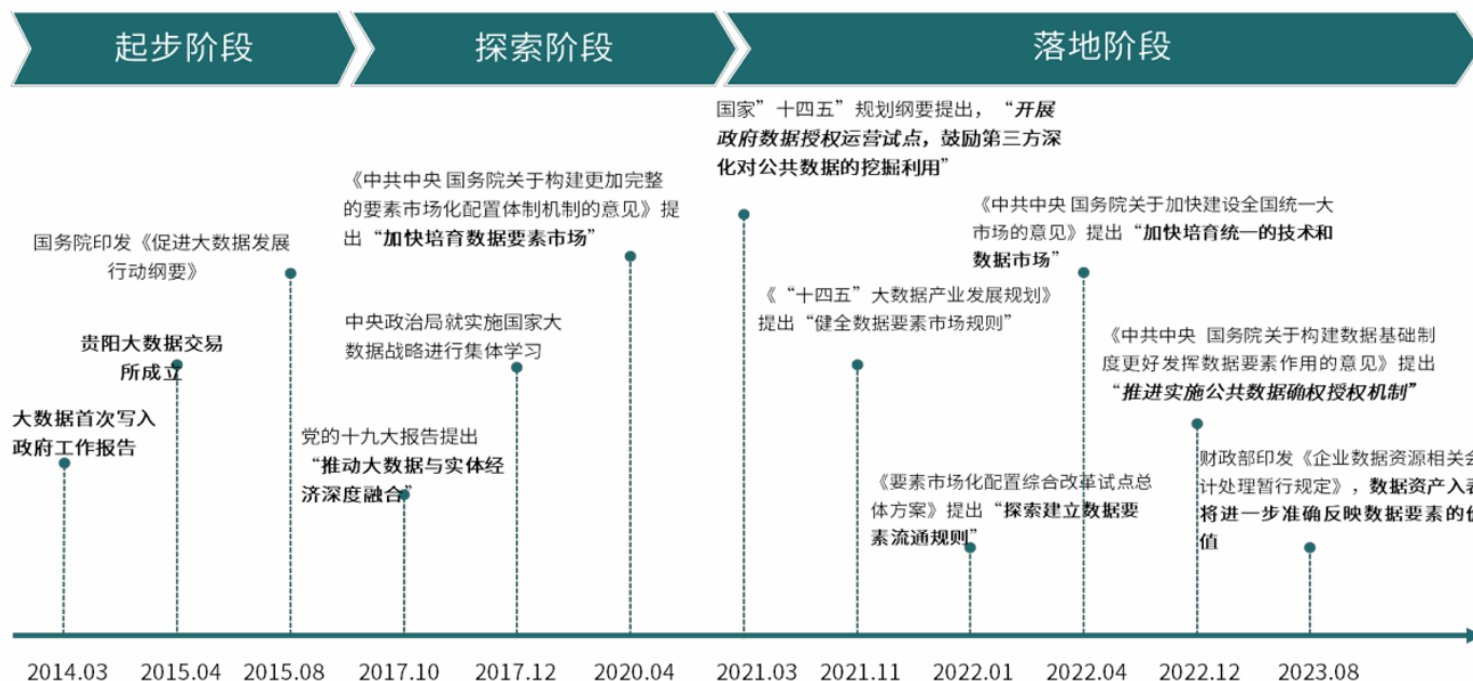 起步阶段
探索阶段
落地阶段
大数据首次写入
政府工作报告
贵阳大数据交易
所成立
国务院印发《促进大数据发展
行动纲要》
党的十九大报告提出
“推动大数据与实体经
济深度融合”
中央政治局就实施国家大
数据战略进行集体学习
《中共中央 国务院关于构建更加完整
的要素市场化配置体制机制的意见》提
出“加快培育数据要素市场”
国家”十四五”规划纲要提出，“开展
政府数据授权运营试点，鼓励第三方深
化对公共数据的挖掘利用”
《“十四五”大数据产业发展规划》
提出“健全数据要素市场规则”
《要素市场化配置综合改革试点总
体方案》提出“探索建立数据要
素流通规则”
《中共中央 国务院关于加快建设全国统一大
市场的意见》提出“加快培育统一的技术和
数据市场”
《中共中央 国务院关于构建数据基础制
度更好发挥数据要素作用的意见》提出
“推进实施公共数据确权授权机制”
财政部印发《企业数据资源相关会
计处理暂行规定》，数据资产入表
将进一步准确反映数据要素的价
值
2014.03
2015.04
2015.08
2017.10
2017.12
2020.04
2021.03
2021.11
2022.01
2022.04
2022.12
2023.08